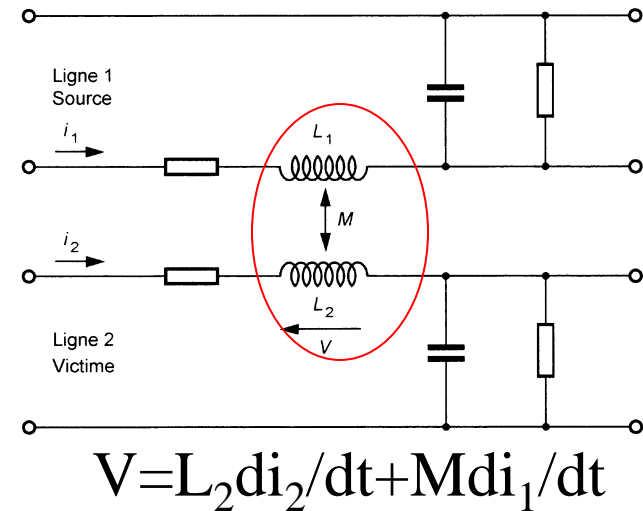 Ligne 1
Source
i₁
L₁
M
i₂
L₂
V
Ligne 2
Victime
V=L₂di₂/dt+Mdi₁/dt